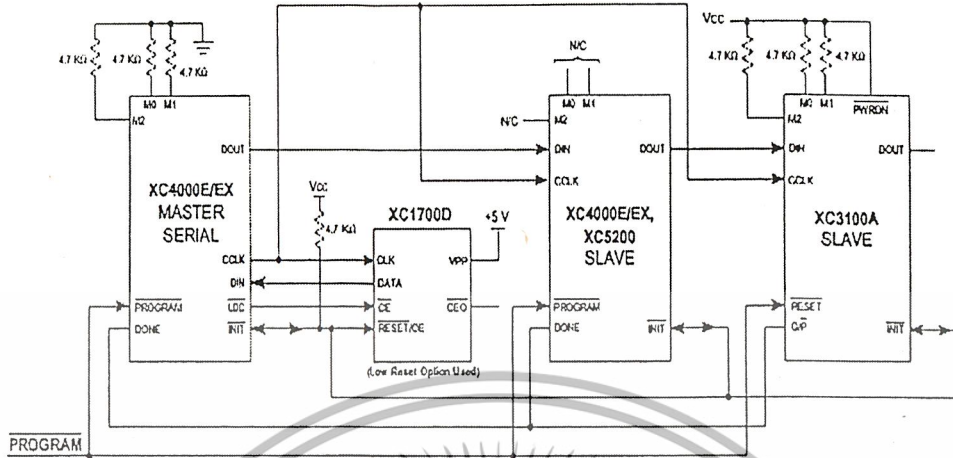 N/C
VCC
4.7 KΩ
4.7 KΩ
4.7 KΩ
4.7 KΩ
4.7 KΩ
4.7 KΩ
M0 M1
M2
DOUT
XC4000E/EX
MASTER
SERIAL
CCLK
DIN
PROGRAM
LDC
DONE
INIT
VCC
4.7 KΩ
XC1700D
+5 V
CLK
VPP
DATA
CE
CEO
RESET/OE
(Low Reset Option Used)
M0 M1
N/C
M2
DIN
DOUT
CCLK
XC4000E/EX,
XC5200
SLAVE
PROGRAM
DONE
INIT
M0 M1
PWRDN
M2
DIN
DOUT
CCLK
XC3100A
SLAVE
RESET
D/P
INIT
PROGRAM